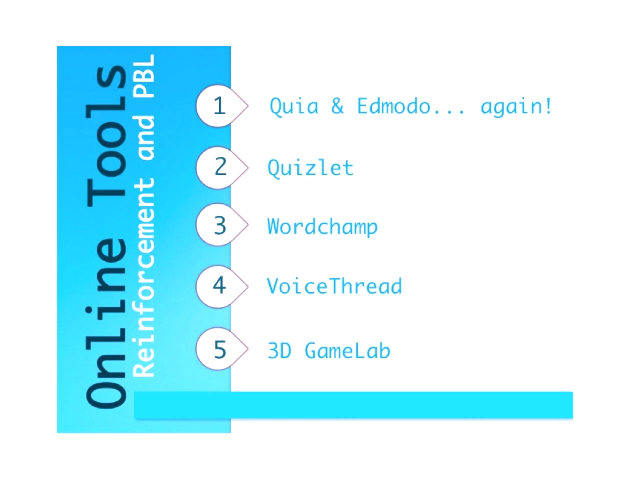 Online Tools
Reinforcement and PBL
1 Quia & Edmodo... again!
2 Quizlet
3 Wordchamp
4 VoiceThread
5 3D GameLab